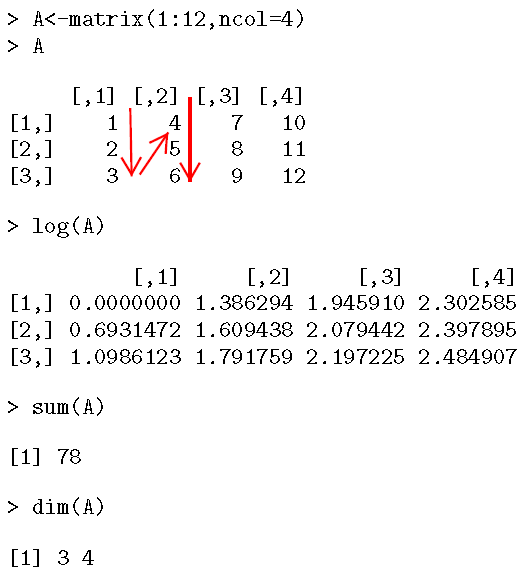 > A<-matrix(1:12,ncol=4)
> A
[,1] [,2] [,3] [,4]
[1,] 1 4 7 10
[2,] 2 5 8 11
[3,] 3 6 9 12
> log(A)
[,1] [,2] [,3] [,4]
[1,] 0.0000000 1.386294 1.945910 2.302585
[2,] 0.6931472 1.609438 2.079442 2.397895
[3,] 1.0986123 1.791759 2.197225 2.484907
> sum(A)
[1] 78
> dim(A)
[1] 3 4